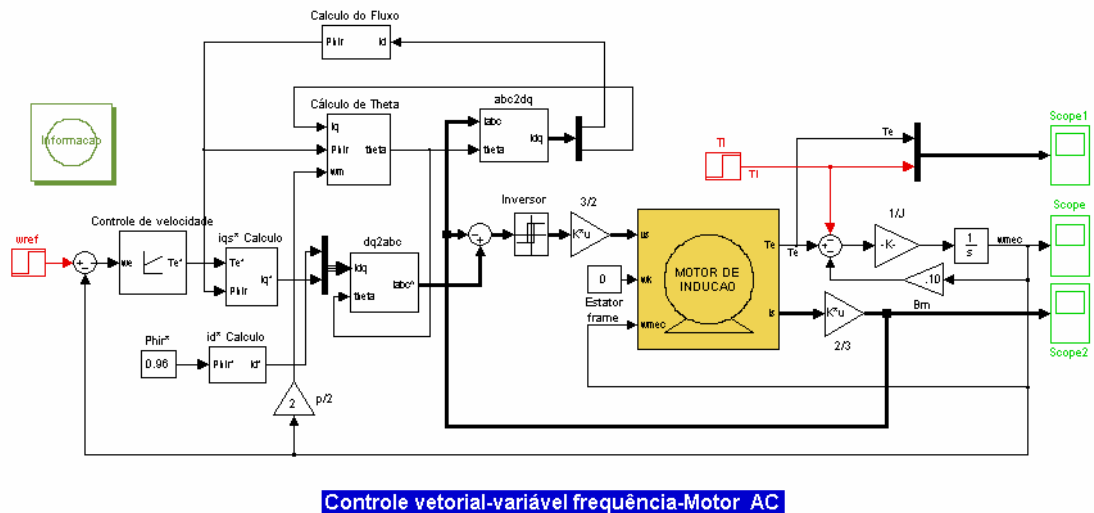 Calculo do Fluxo
Phir Id
Informacao
Cálculo de Theta
Iq
Phir theta
wm
abc2dq
Iabc
Idq
theta
Scope1
Te
Tl
Tl
wref
Controle de velocidade
we Te*
iqs* Calculo
Te*
Iq*
Phir
dq2abc
Idq
Iabc*
theta
Inversor
3/2
K*u
us
Te
wk
MOTOR DE
INDUCAO
is
wmec
0
Estator
frame
Te
1/J
-K-
1
s
wmec
Scope
.10
K*u
2/3
Bm
Scope2
Phir*
0.96
id* Calculo
Phir* Id*
2
p/2
Controle vetorial-variável frequência-Motor AC